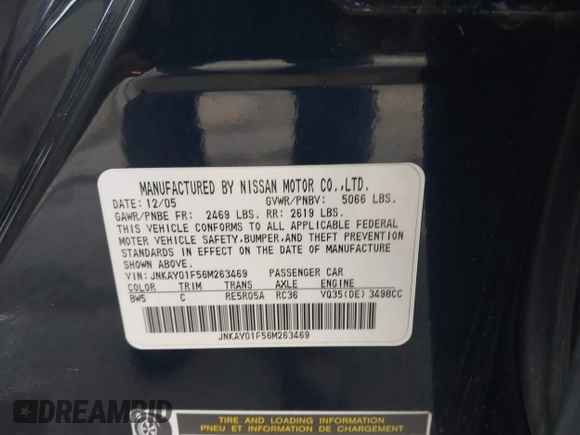 MANUFACTURED BY NISSAN MOTOR CO.,LTD.
DATE: 12/05 GVWR/PNBV: 5066 LBS.
GAWR/PNBE FR: 2469 LBS. RR: 2619 LBS.
THIS VEHICLE CONFORMS TO ALL APPLICABLE FEDERAL
MOTOR VEHICLE SAFETY,BUMPER,AND THEFT PREVENTION
STANDARDS IN EFFECT ON THE DATE OF MANUFACTURE
SHOWN ABOVE.
VIN: JNKAY01F56M263469 PASSENGER CAR
COLOR TRIM TRANS AXLE ENGINE
BW5 C RE5R05A RC36 VQ35(DE) 3498CC
JNKAY01F56M263469
TIRE AND LOADING INFORMATION
PNEU ET INFORMATION DE CHARGEMENT
DREAMBID